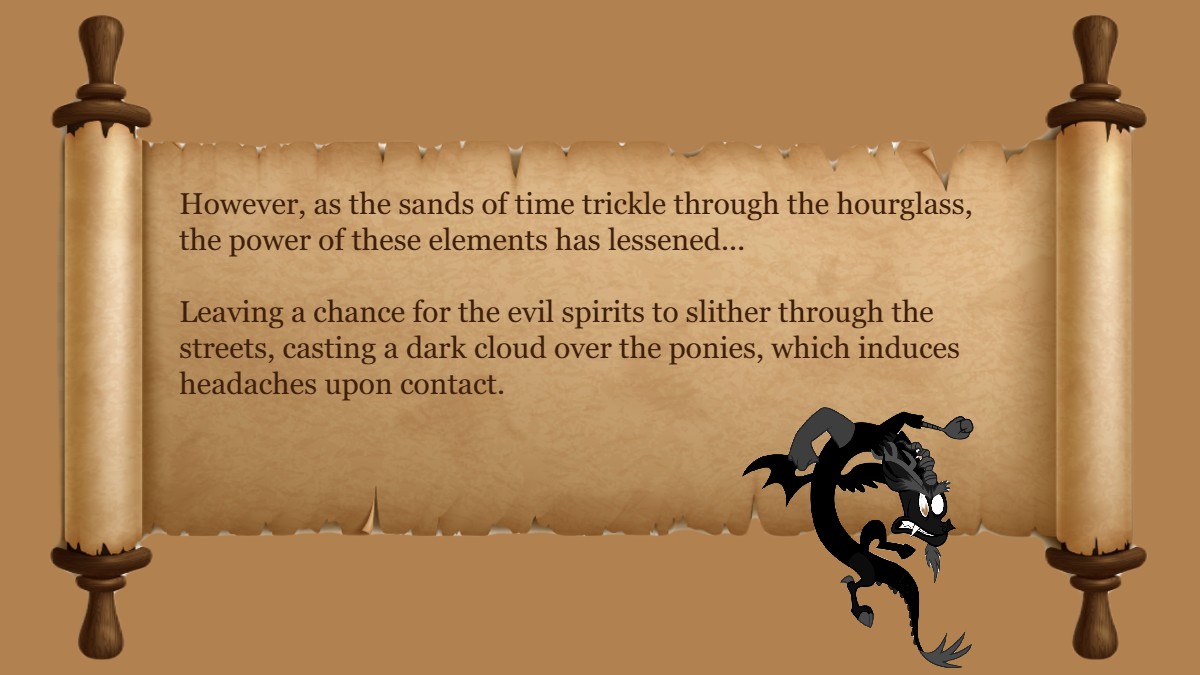 However, as the sands of time trickle through the hourglass,
the power of these elements has lessened...
Leaving a chance for the evil spirits to slither through the
streets, casting a dark cloud over the ponies, which induces
headaches upon contact.